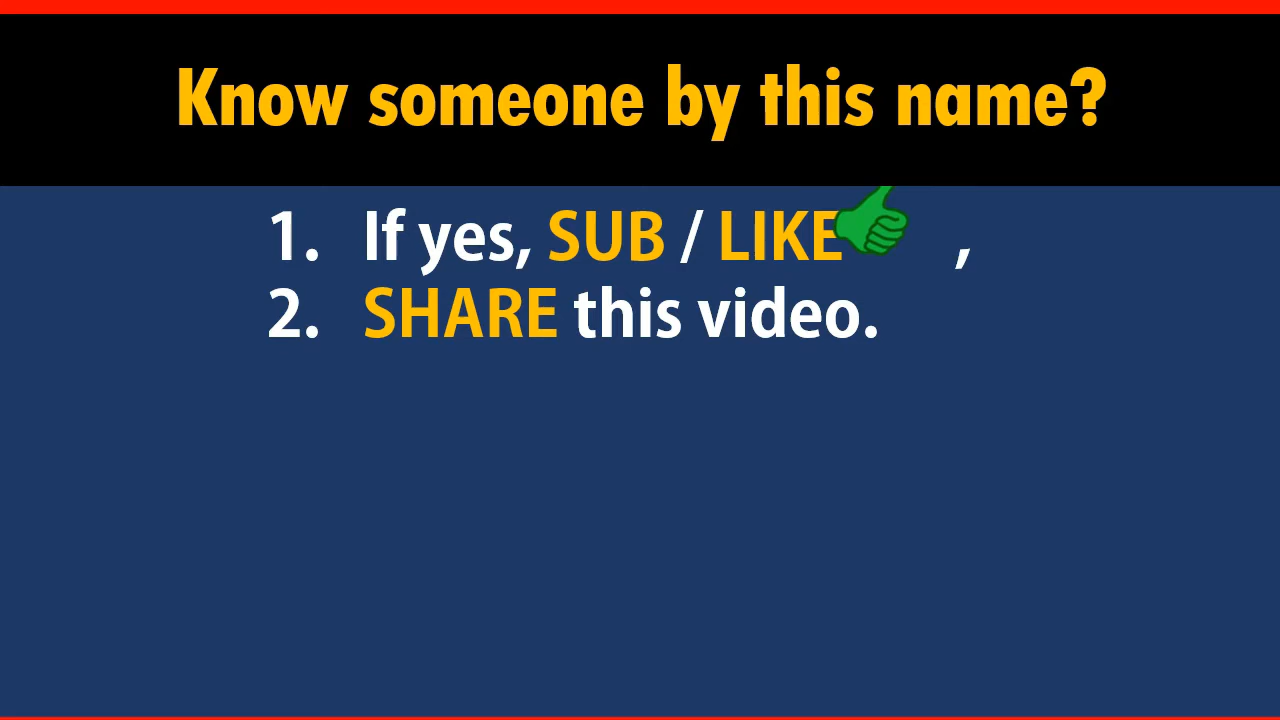 Know someone by this name?
1. If yes, SUB / LIKE ,
2. SHARE this video.